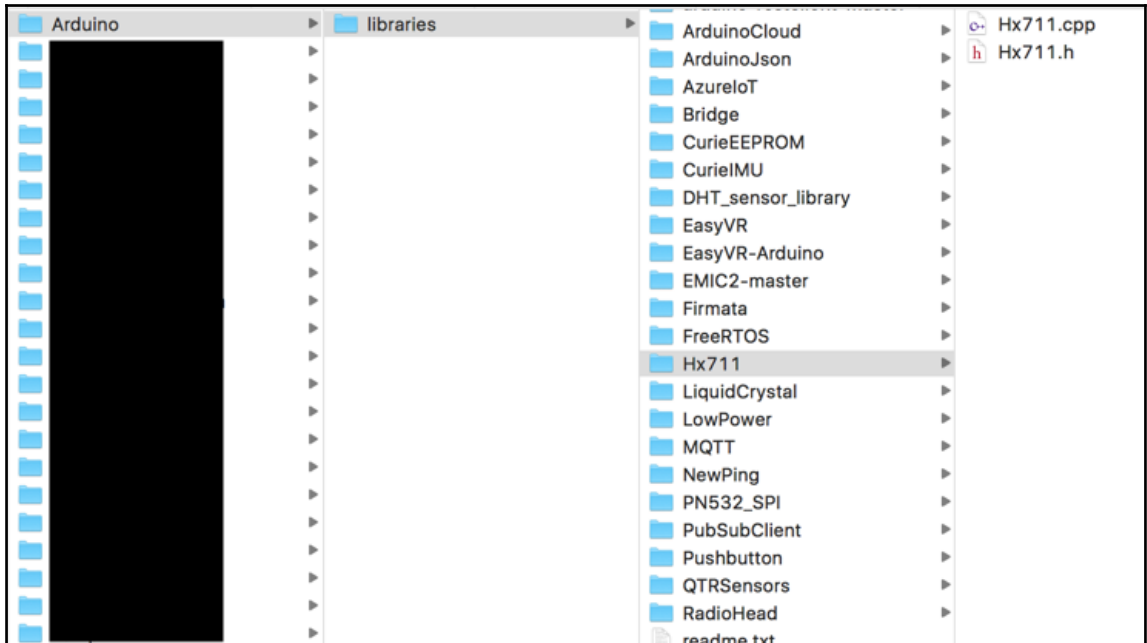 Arduino
libraries
ArduinoCloud
ArduinoJson
AzureIoT
Bridge
CurieEEPROM
CurieIMU
DHT_sensor_library
EasyVR
EasyVR-Arduino
EMIC2-master
Firmata
FreeRTOS
Hx711
LiquidCrystal
LowPower
MQTT
NewPing
PN532_SPI
PubSubClient
Pushbutton
QTRSensors
RadioHead
readme.txt
Hx711.cpp
Hx711.h